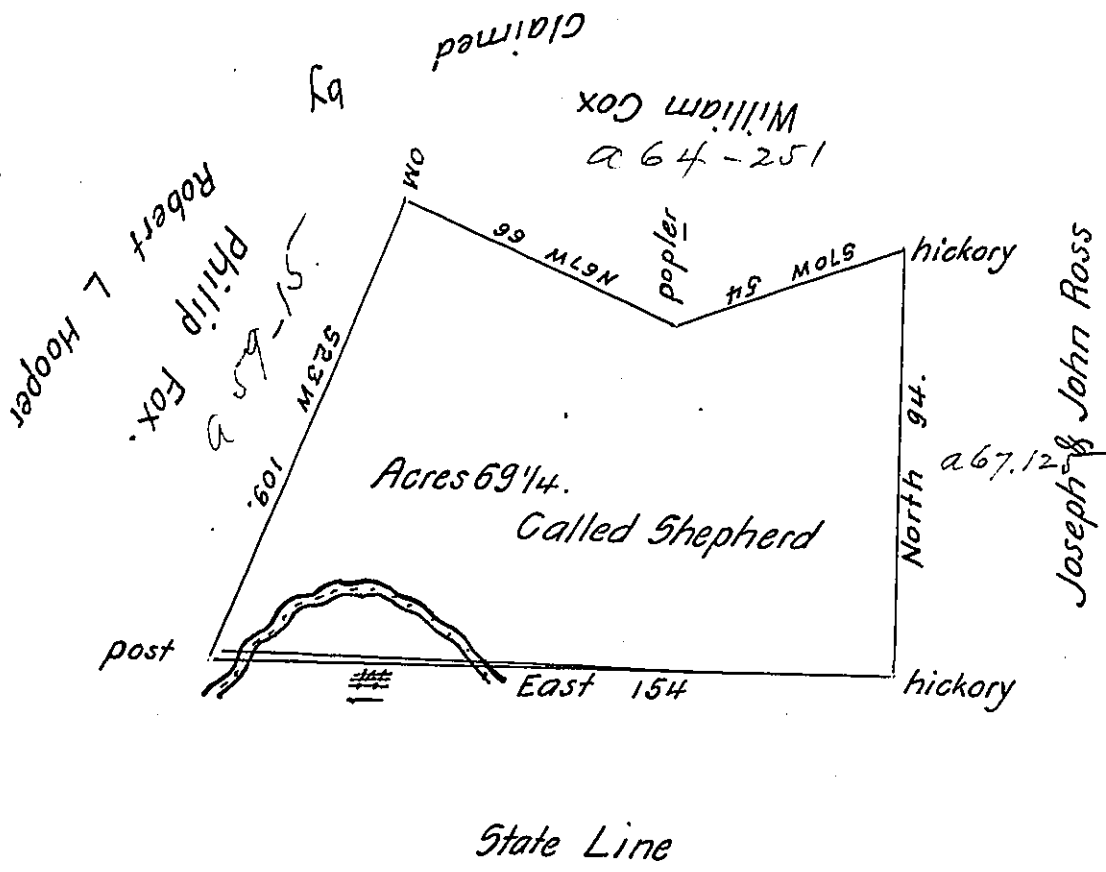 Claimed
by
William Cox
a 64-251
Robert L Hooper
Philip Fox.
a 59-15.
WO
N67W 66
popler
S70W 54
hickory
S23W 109.
North 94.
a67.125
Joseph & John Ross
Acres 69 1/4.
Called Shepherd
post
East 154
hickory
State Line